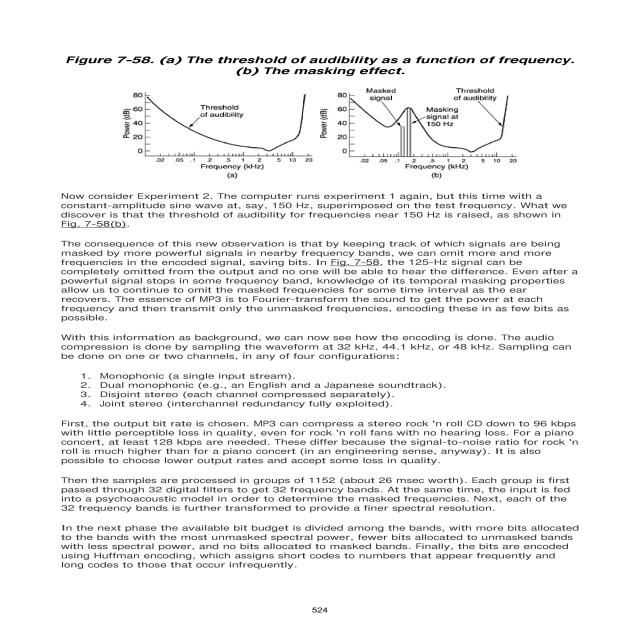 Figure 7-58. (a) The threshold of audibility as a function of frequency.
(b) The masking effect.
80
60
40
20
0
Power (dB)
Threshold
of audibility
.02 .05 .1 .2 .5 1 2 5 10 20
Frequency (kHz)
(a)
80
60
40
20
0
Power (dB)
Masked
signal
Threshold
of audibility
Masking
signal at
150 Hz
.02 .05 .1 .2 .5 1 2 5 10 20
Frequency (kHz)
(b)
Now consider Experiment 2. The computer runs experiment 1 again, but this time with a
constant-amplitude sine wave at, say, 150 Hz, superimposed on the test frequency. What we
discover is that the threshold of audibility for frequencies near 150 Hz is raised, as shown in
Fig. 7-58(b).
The consequence of this new observation is that by keeping track of which signals are being
masked by more powerful signals in nearby frequency bands, we can omit more and more
frequencies in the encoded signal, saving bits. In Fig. 7-58, the 125-Hz signal can be
completely omitted from the output and no one will be able to hear the difference. Even after a
powerful signal stops in some frequency band, knowledge of its temporal masking properties
allow us to continue to omit the masked frequencies for some time interval as the ear
recovers. The essence of MP3 is to Fourier-transform the sound to get the power at each
frequency and then transmit only the unmasked frequencies, encoding these in as few bits as
possible.
With this information as background, we can now see how the encoding is done. The audio
compression is done by sampling the waveform at 32 kHz, 44.1 kHz, or 48 kHz. Sampling can
be done on one or two channels, in any of four configurations:
1. Monophonic (a single input stream).
2. Dual monophonic (e.g., an English and a Japanese soundtrack).
3. Disjoint stereo (each channel compressed separately).
4. Joint stereo (interchannel redundancy fully exploited).
First, the output bit rate is chosen. MP3 can compress a stereo rock 'n roll CD down to 96 kbps
with little perceptible loss in quality, even for rock 'n roll fans with no hearing loss. For a piano
concert, at least 128 kbps are needed. These differ because the signal-to-noise ratio for rock 'n
roll is much higher than for a piano concert (in an engineering sense, anyway). It is also
possible to choose lower output rates and accept some loss in quality.
Then the samples are processed in groups of 1152 (about 26 msec worth). Each group is first
passed through 32 digital filters to get 32 frequency bands. At the same time, the input is fed
into a psychoacoustic model in order to determine the masked frequencies. Next, each of the
32 frequency bands is further transformed to provide a finer spectral resolution.
In the next phase the available bit budget is divided among the bands, with more bits allocated
to the bands with the most unmasked spectral power, fewer bits allocated to unmasked bands
with less spectral power, and no bits allocated to masked bands. Finally, the bits are encoded
using Huffman encoding, which assigns short codes to numbers that appear frequently and
long codes to those that occur infrequently.
524